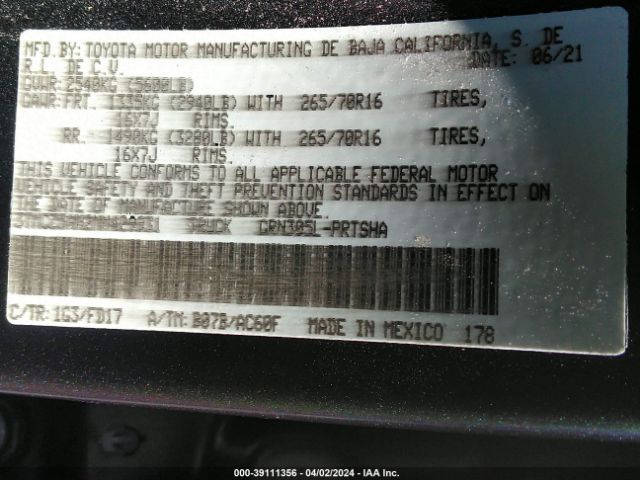 MFD.BY:TOYOTA MOTOR MANUFACTURING DE BAJA CALIFORNIA, S. DE
R.L. DE C.V. DATE: 06/21
GVWR 2540KG (5600LB)
GAWR:FRT. 1335KG (2940LB) WITH 265/70R16 TIRES,
16X7J RIMS.
RR. 1490KG (3280LB) WITH 265/70R16 TIRES,
16X7J RIMS.
THIS VEHICLE CONFORMS TO ALL APPLICABLE FEDERAL MOTOR
VEHICLE SAFETY AND THEFT PREVENTION STANDARDS IN EFFECT ON
THE DATE OF MANUFACTURE SHOWN ABOVE.
TRUCK GRN305L-PRTSHA
C/TR: 1G3/FD17 A/TM: B07B/AC60F MADE IN MEXICO 178
000-39111356 - 04/02/2024 - IAA Inc.